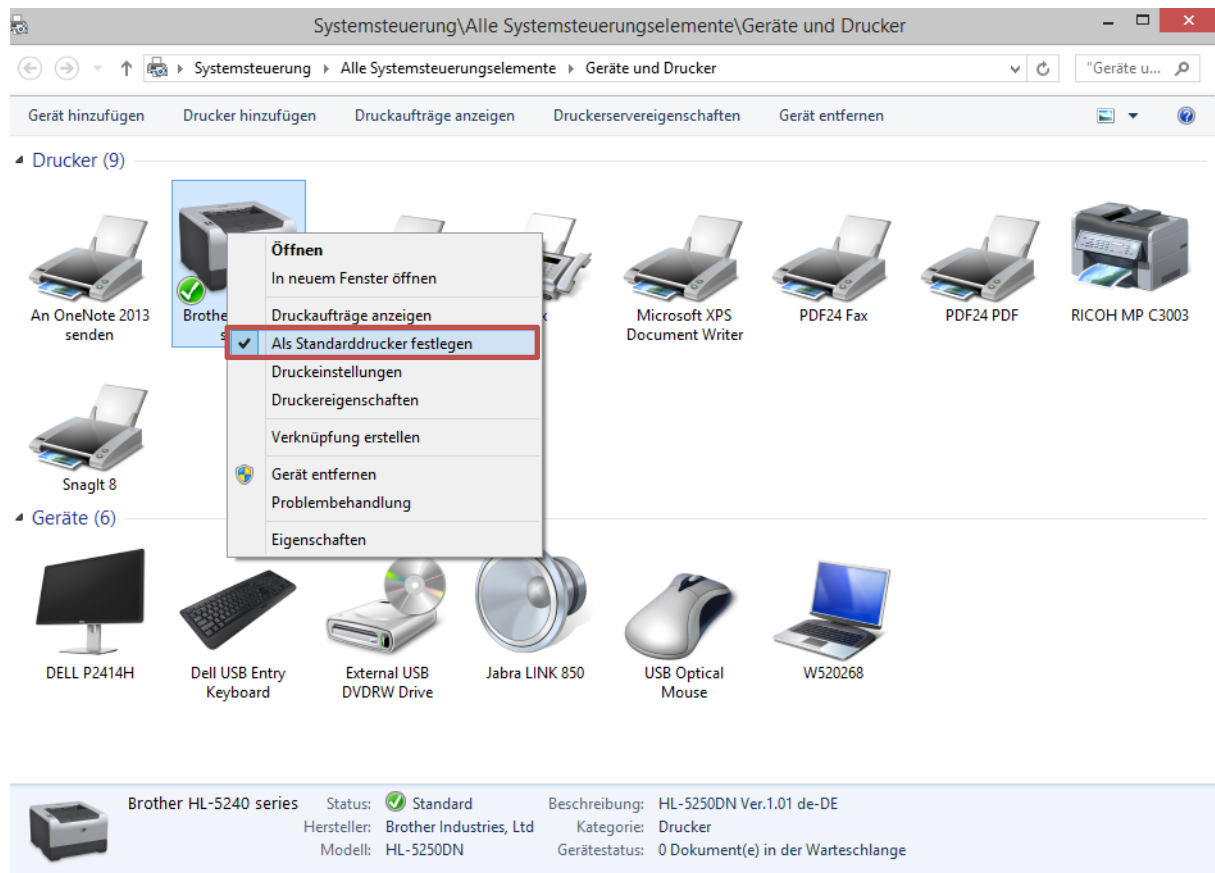 Systemsteuerung\Alle Systemsteuerungselemente\Geräte und Drucker
Systemsteuerung Alle Systemsteuerungselemente Geräte und Drucker
"Geräte u...
Gerät hinzufügen Drucker hinzufügen Druckaufträge anzeigen Druckerservereigenschaften Gerät entfernen
Drucker (9)
An OneNote 2013
senden
Brothe
s
Microsoft XPS
Document Writer
PDF24 Fax
PDF24 PDF
RICOH MP C3003
Öffnen
In neuem Fenster öffnen
Druckaufträge anzeigen
Als Standarddrucker festlegen
Druckeinstellungen
Druckereigenschaften
Verknüpfung erstellen
Gerät entfernen
Problembehandlung
Eigenschaften
SnagIt 8
Geräte (6)
DELL P2414H
Dell USB Entry
Keyboard
External USB
DVDRW Drive
Jabra LINK 850
USB Optical
Mouse
W520268
Brother HL-5240 series Status: Standard Beschreibung: HL-5250DN Ver.1.01 de-DE
Hersteller: Brother Industries, Ltd Kategorie: Drucker
Modell: HL-5250DN Gerätestatus: 0 Dokument(e) in der Warteschlange